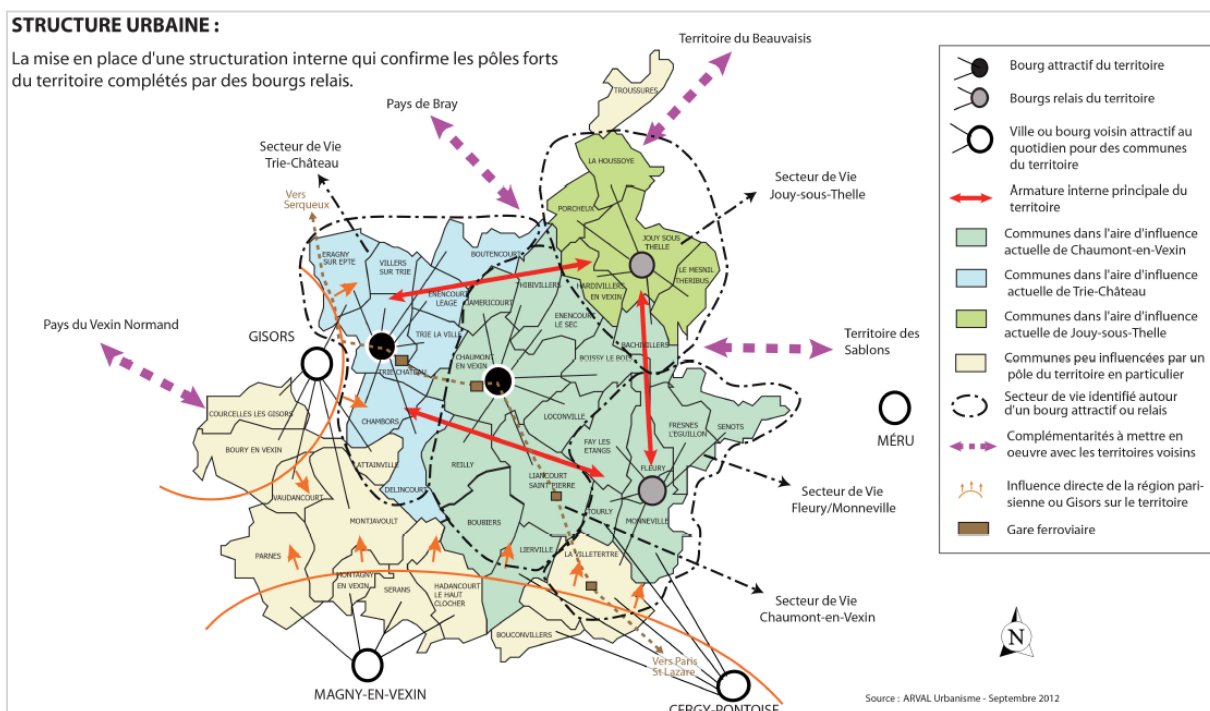 STRUCTURE URBAINE :
La mise en place d'une structuration interne qui confirme les pôles forts
du territoire complétés par des bourgs relais.
Territoire du Beauvaisis
Pays de Bray
Secteur de Vie
Trie-Château
Vers
Serqueux
TROUSSURES
LA HOUSSOYE
Secteur de Vie
Jouy-sous-Thelle
PORCHEUX
JOUY SOUS
THELLE
LE MESNIL
THERIBUS
HARDIVILLERS
EN VEXIN
ERAGNY
SUR EPTE
VILLERS
SUR TRIE
BOUTENCOURT
THIBIVILLERS
ENENCOURT
LEAGE
JAMERICOURT
ENENCOURT
LE SEC
TRIE LA VILLE
BACHIVILLERS
BOISSY LE BOIS
Pays du Vexin Normand
GISORS
TRIE CHATEAU
CHAUMONT
EN VEXIN
Territoire des
Sablons
MÉRU
COURCELLES LES GISORS
CHAMBORS
LOCONVILLE
FRESNES
L'EGUILLON
SENOTS
BOURY EN VEXIN
LATTAINVILLE
FAY LES
ETANGS
REILLY
FLEURY
VAUDANCOURT
DELINCOURT
LIANCOURT
SAINT PIERRE
Secteur de Vie
Fleury/Monneville
MONTJAVOULT
BOUBIERS
TOURLY
MONNEVILLE
PARNES
LIERVILLE
LA VILLETERTRE
MONTAGNY
EN VEXIN
SERANS
HADANCOURT
LE HAUT
CLOCHER
Secteur de Vie
Chaumont-en-Vexin
BOUCONVILLERS
Vers Paris
St Lazare
MAGNY-EN-VEXIN
CERGY-PONTOISE
Bourg attractif du territoire
Bourgs relais du territoire
Ville ou bourg voisin attractif au
quotidien pour des communes
du territoire
Armature interne principale du
territoire
Communes dans l'aire d'influence
actuelle de Chaumont-en-Vexin
Communes dans l'aire d'influence
actuelle de Trie-Château
Communes dans l'aire d'influence
actuelle de Jouy-sous-Thelle
Communes peu influencées par un
pôle du territoire en particulier
Secteur de vie identifié autour
d'un bourg attractif ou relais
Complémentarités à mettre en
oeuvre avec les territoires voisins
Influence directe de la région pari-
sienne ou Gisors sur le territoire
Gare ferroviaire
N
Source : ARVAL Urbanisme - Septembre 2012